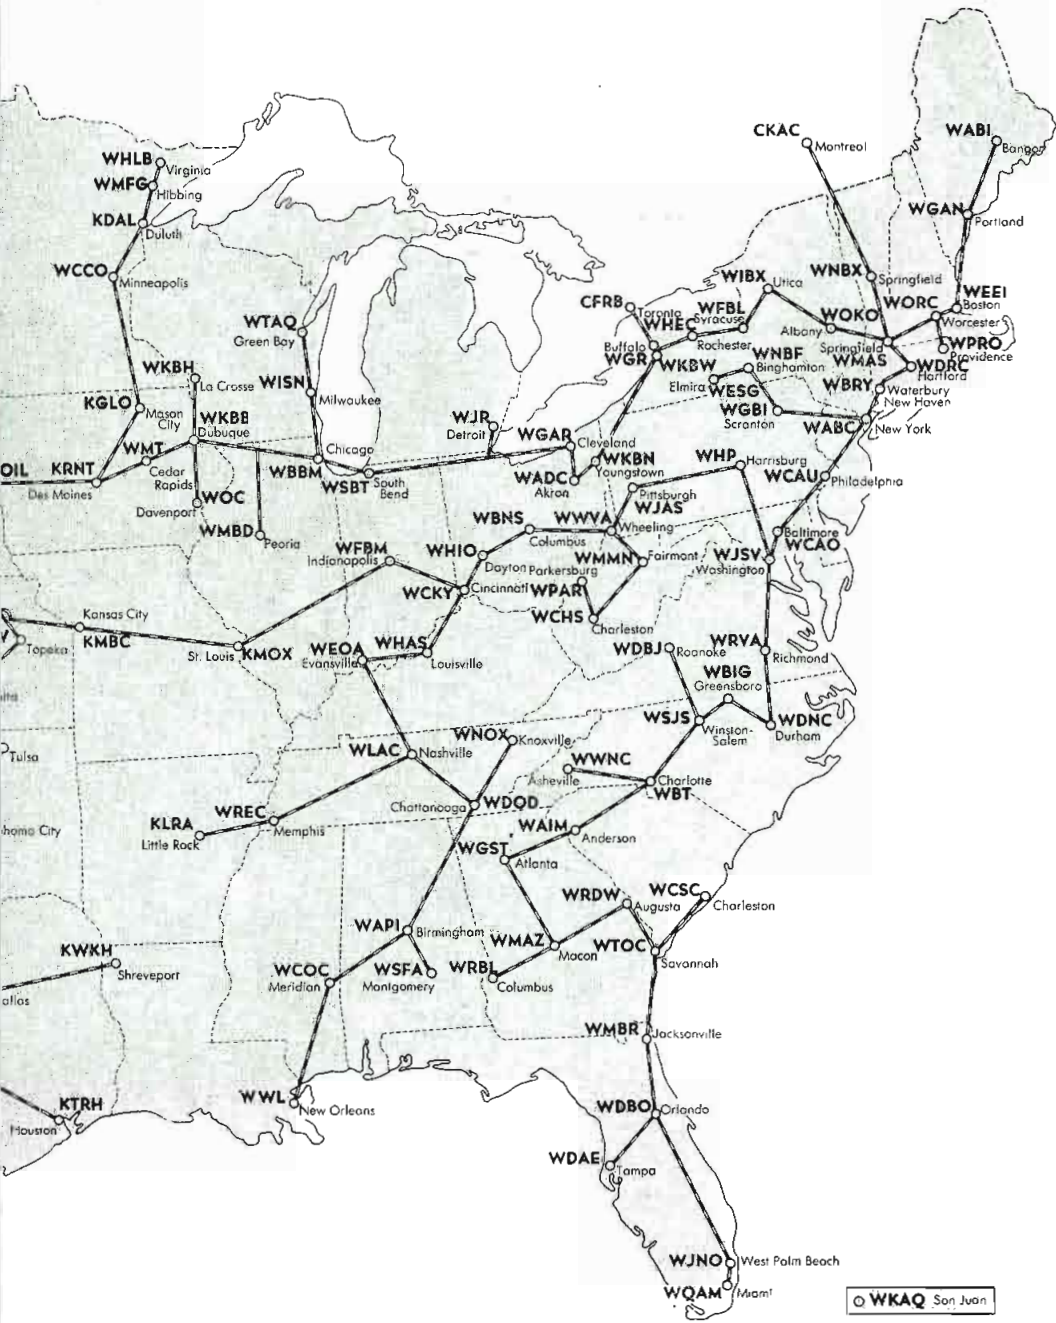 CKAC
Montreal
WABI
Bangor
WHLB
Virginia
WMFG
Hibbing
KDAL
Duluth
WGAN
Portland
WCCO
Minneapolis
WIBX
Utica
WNBX
Springfield
WEEI
Boston
CFRB
Toronto
WFBL
Syracuse
WORC
Worcester
WTAQ
Green Bay
WHEC
Rochester
WOKO
Albany
Buffalo
WGR
WKBW
Springfield
WMAS
WPRO
Providence
WNBF
Binghamton
WDRC
Hartford
WKBH
La Crosse
WISN
Milwaukee
Elmira
WESG
WBRY
Waterbury
New Haven
KGLO
Mason
City
WKBB
Dubuque
WJR
Detroit
WGBI
Scranton
WABC
New York
WGAR
Cleveland
OIL
KRNT
Des Moines
WMT
Cedar
Rapids
Chicago
WBBM
WSBT
South
Bend
WADC
Akron
WKBN
Youngstown
WHP
Harrisburg
WCAU
Philadelphia
WOC
Davenport
Pittsburgh
WJAS
WMBD
Peoria
WBNS
Columbus
WWVA
Wheeling
Baltimore
WCAO
WFBM
Indianapolis
WHIO
Dayton
WMMN
Fairmont
WJSV
Washington
WCKY
Cincinnati
Parkersburg
WPAR
WCHS
Charleston
Kansas City
KMBC
St. Louis
KMOX
WEOA
Evansville
WHAS
Louisville
WDBJ
Roanoke
WRVA
Richmond
Topeka
WBIG
Greensboro
WSJS
Winston-
Salem
WDNC
Durham
Tulsa
WLAC
Nashville
WNOX
Knoxville
WWNC
Asheville
Charlotte
WBT
KLRA
Little Rock
WREC
Memphis
Chattanooga
WDOD
WAIM
Anderson
homa City
WGST
Atlanta
WRDW
Augusta
WCSC
Charleston
WAPI
Birmingham
WMAZ
Macon
WTOC
Savannah
KWKH
Shreveport
WCOC
Meridian
WSFA
Montgomery
WRBL
Columbus
allas
WMBR
Jacksonville
WWL
New Orleans
KTRH
Houston
WDBO
Orlando
WDAE
Tampa
WJNO
West Palm Beach
WQAM
Miami
WKAQ San Juan